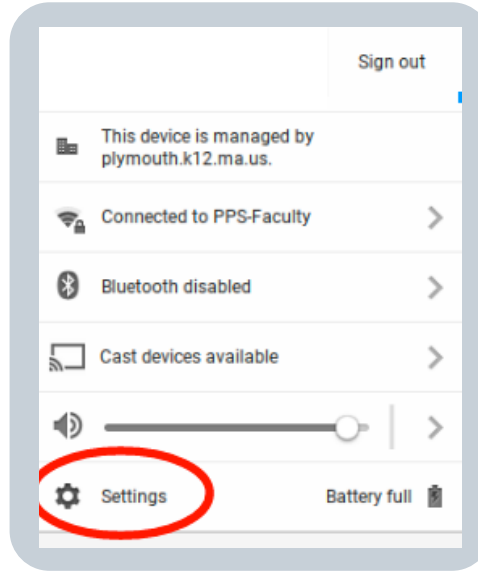 Sign out
This device is managed by
plymouth.k12.ma.us.
Connected to PPS-Faculty
Bluetooth disabled
Cast devices available
Settings Battery full